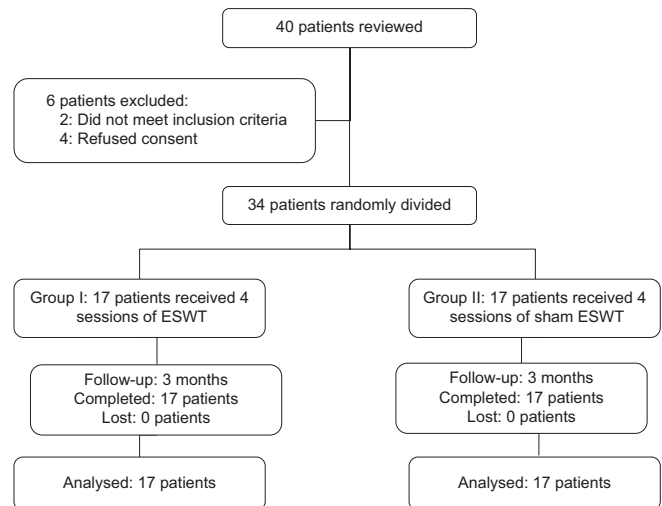 40 patients reviewed
6 patients excluded:
2: Did not meet inclusion criteria
4: Refused consent
34 patients randomly divided
Group I: 17 patients received 4
sessions of ESWT
Group II: 17 patients received 4
sessions of sham ESWT
Follow-up: 3 months
Completed: 17 patients
Lost: 0 patients
Follow-up: 3 months
Completed: 17 patients
Lost: 0 patients
Analysed: 17 patients
Analysed: 17 patients